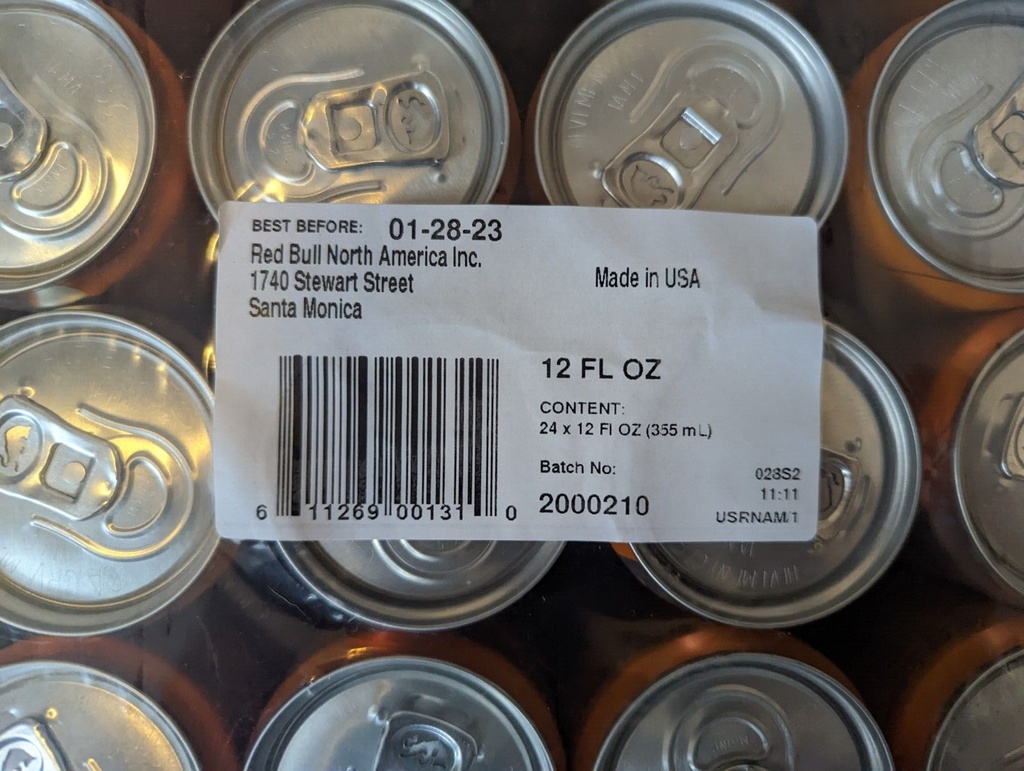 BEST BEFORE: 01-28-23
Red Bull North America Inc.
1740 Stewart Street
Made in USA
Santa Monica
12 FL OZ
CONTENT:
24 x 12 Fl OZ (355 mL)
Batch No:
2000210
028S2
11:11
USRNAM/1
6 11269 00131 0